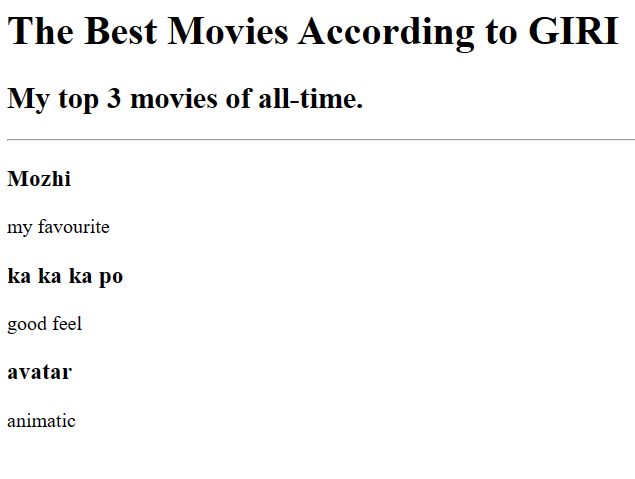 The Best Movies According to GIRI
My top 3 movies of all-time.
Mozhi
my favourite
ka ka ka po
good feel
avatar
animatic